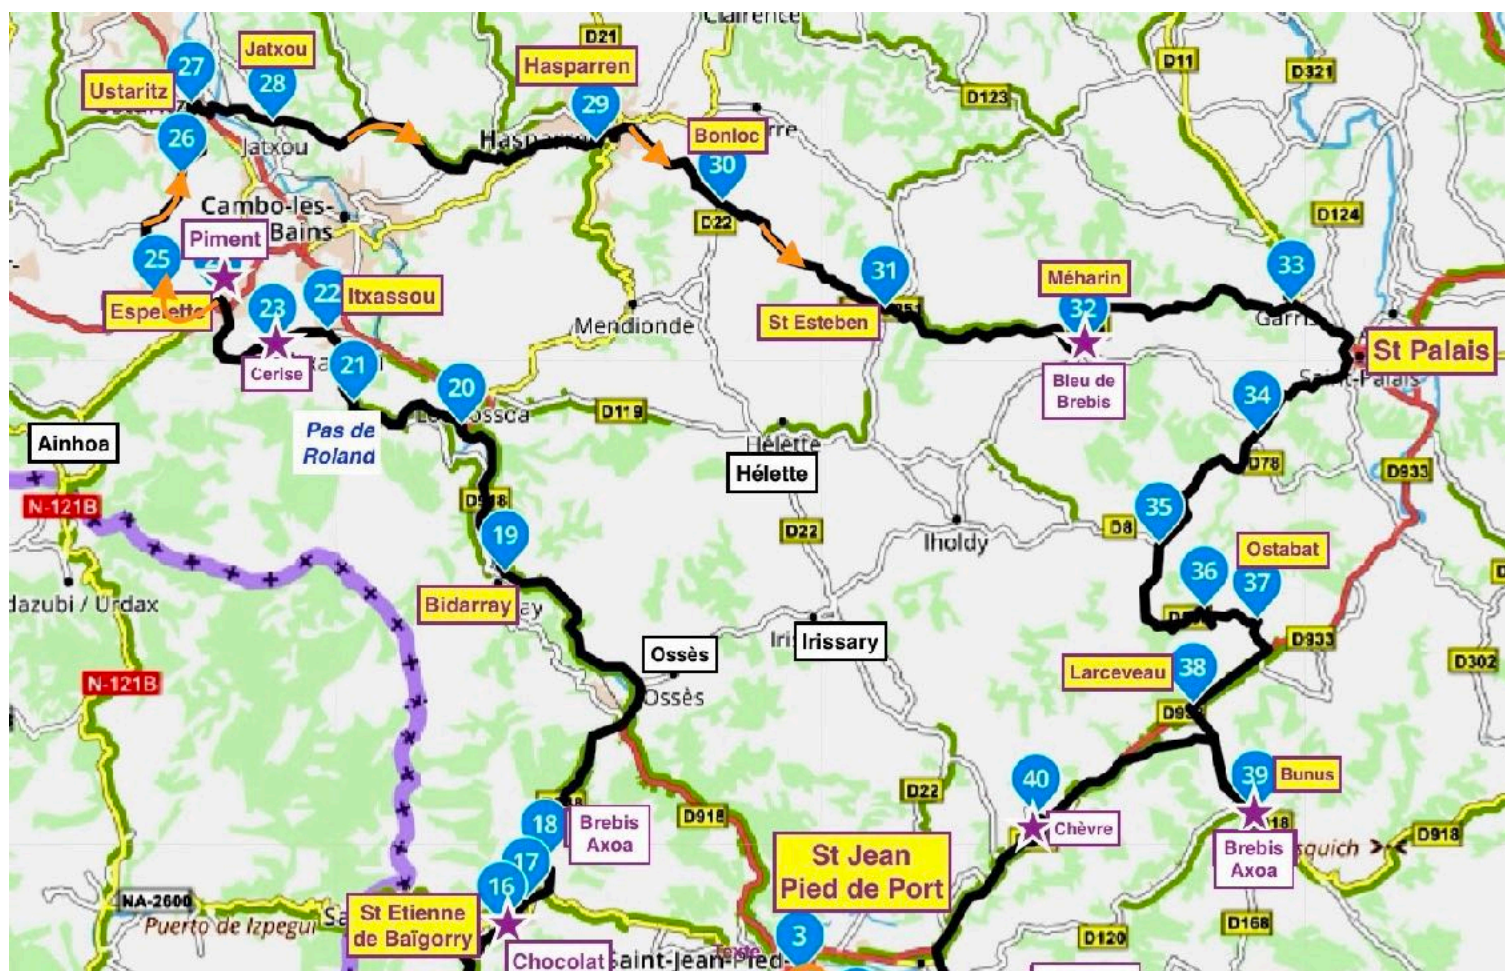 Clairence
D21
27
Jatxou
28
Hasparren
D11
D321
Ustaritz
29
D123
26
Bonloc
Jatxou
30
Cambo-les-
Bains
D22
D124
Piment
25
31
33
Méharin
22
Itxassou
Espelette
23
32
St Esteben
Mendionde
Garris
St Palais
Saint-Palais
21
Cerise
20
Bleu de
Brebis
34
D119
Pas de
Roland
Ainhoa
Hélette
Hélette
D78
D933
N-121B
D918
35
D8
D22
19
Iholdy
Ostabat
36
37
Bidarray
Ossès
Irissary
D933
D302
N-121B
Larceveau
38
Ossès
40
39
Bunus
D22
18
Brebis
Axoa
D918
Chèvre
D918
17
St Jean
Pied de Port
Brebis
Axoa
16
NA-2600
Puerto de Izpegui
St Etienne
de Baïgorry
3
D120
D168
Texte
Chocolat
Saint-Jean-Pied-